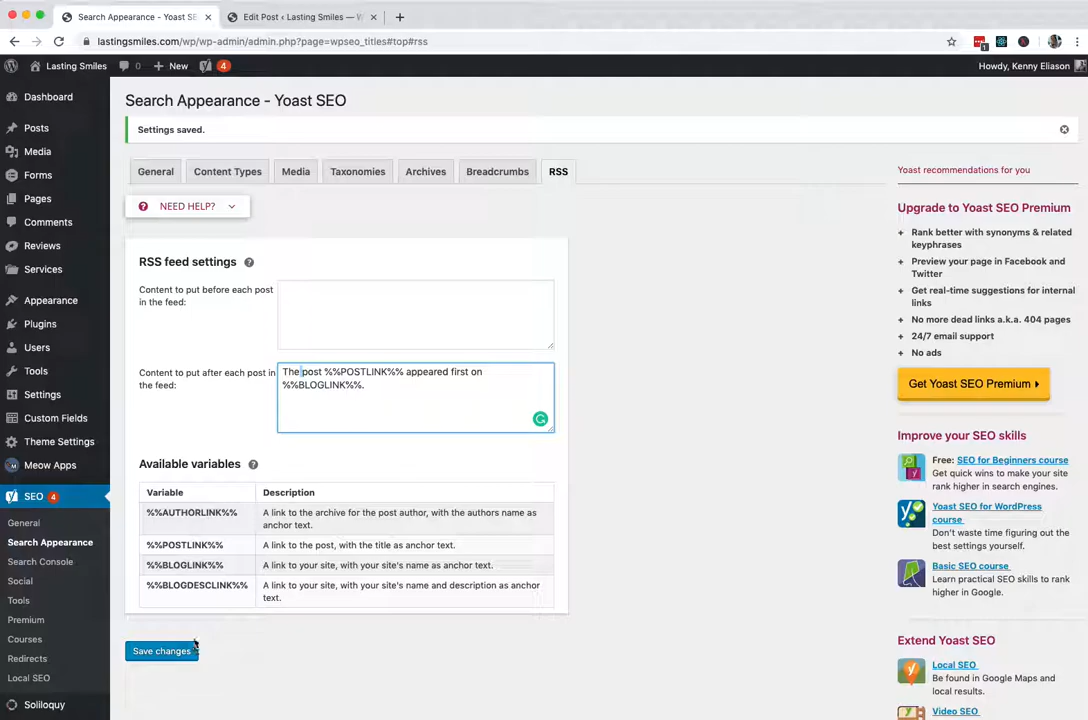 Search Appearance - Yoast SEO
Edit Post ‹ Lasting Smiles — W
lastingsmiles.com/wp/wp-admin/admin.php?page=wpseo_titles#top#rss
1
Lasting Smiles
0
+ New
4
Howdy, Kenny Eliason
Dashboard
Posts
Media
Forms
Pages
Comments
Reviews
Services
Appearance
Plugins
Users
Tools
Settings
Custom Fields
Theme Settings
Meow Apps
SEO 4
General
Search Appearance
Search Console
Social
Tools
Premium
Courses
Redirects
Local SEO
Soliloquy
Search Appearance - Yoast SEO
Settings saved.
General
Content Types
Media
Taxonomies
Archives
Breadcrumbs
RSS
NEED HELP?
RSS feed settings
Content to put before each post
in the feed:
Content to put after each post in
the feed:
The post %%POSTLINK%% appeared first on
%%BLOGLINK%%.
Available variables
Variable
Description
%%AUTHORLINK%%
A link to the archive for the post author, with the authors name as
anchor text.
%%POSTLINK%%
A link to the post, with the title as anchor text.
%%BLOGLINK%%
A link to your site, with your site's name as anchor text.
%%BLOGDESCLINK%%
A link to your site, with your site's name and description as anchor
text.
Save changes
Yoast recommendations for you
Upgrade to Yoast SEO Premium
+ Rank better with synonyms & related
keyphrases
+ Preview your page in Facebook and
Twitter
+ Get real-time suggestions for internal
links
+ No more dead links a.k.a. 404 pages
+ 24/7 email support
+ No ads
Get Yoast SEO Premium
Improve your SEO skills
Free: SEO for Beginners course
Get quick wins to make your site
rank higher in search engines.
Yoast SEO for WordPress
course
Don't waste time figuring out the
best settings yourself.
Basic SEO course
Learn practical SEO skills to rank
higher in Google.
Extend Yoast SEO
Local SEO
Be found in Google Maps and
local results.
Video SEO